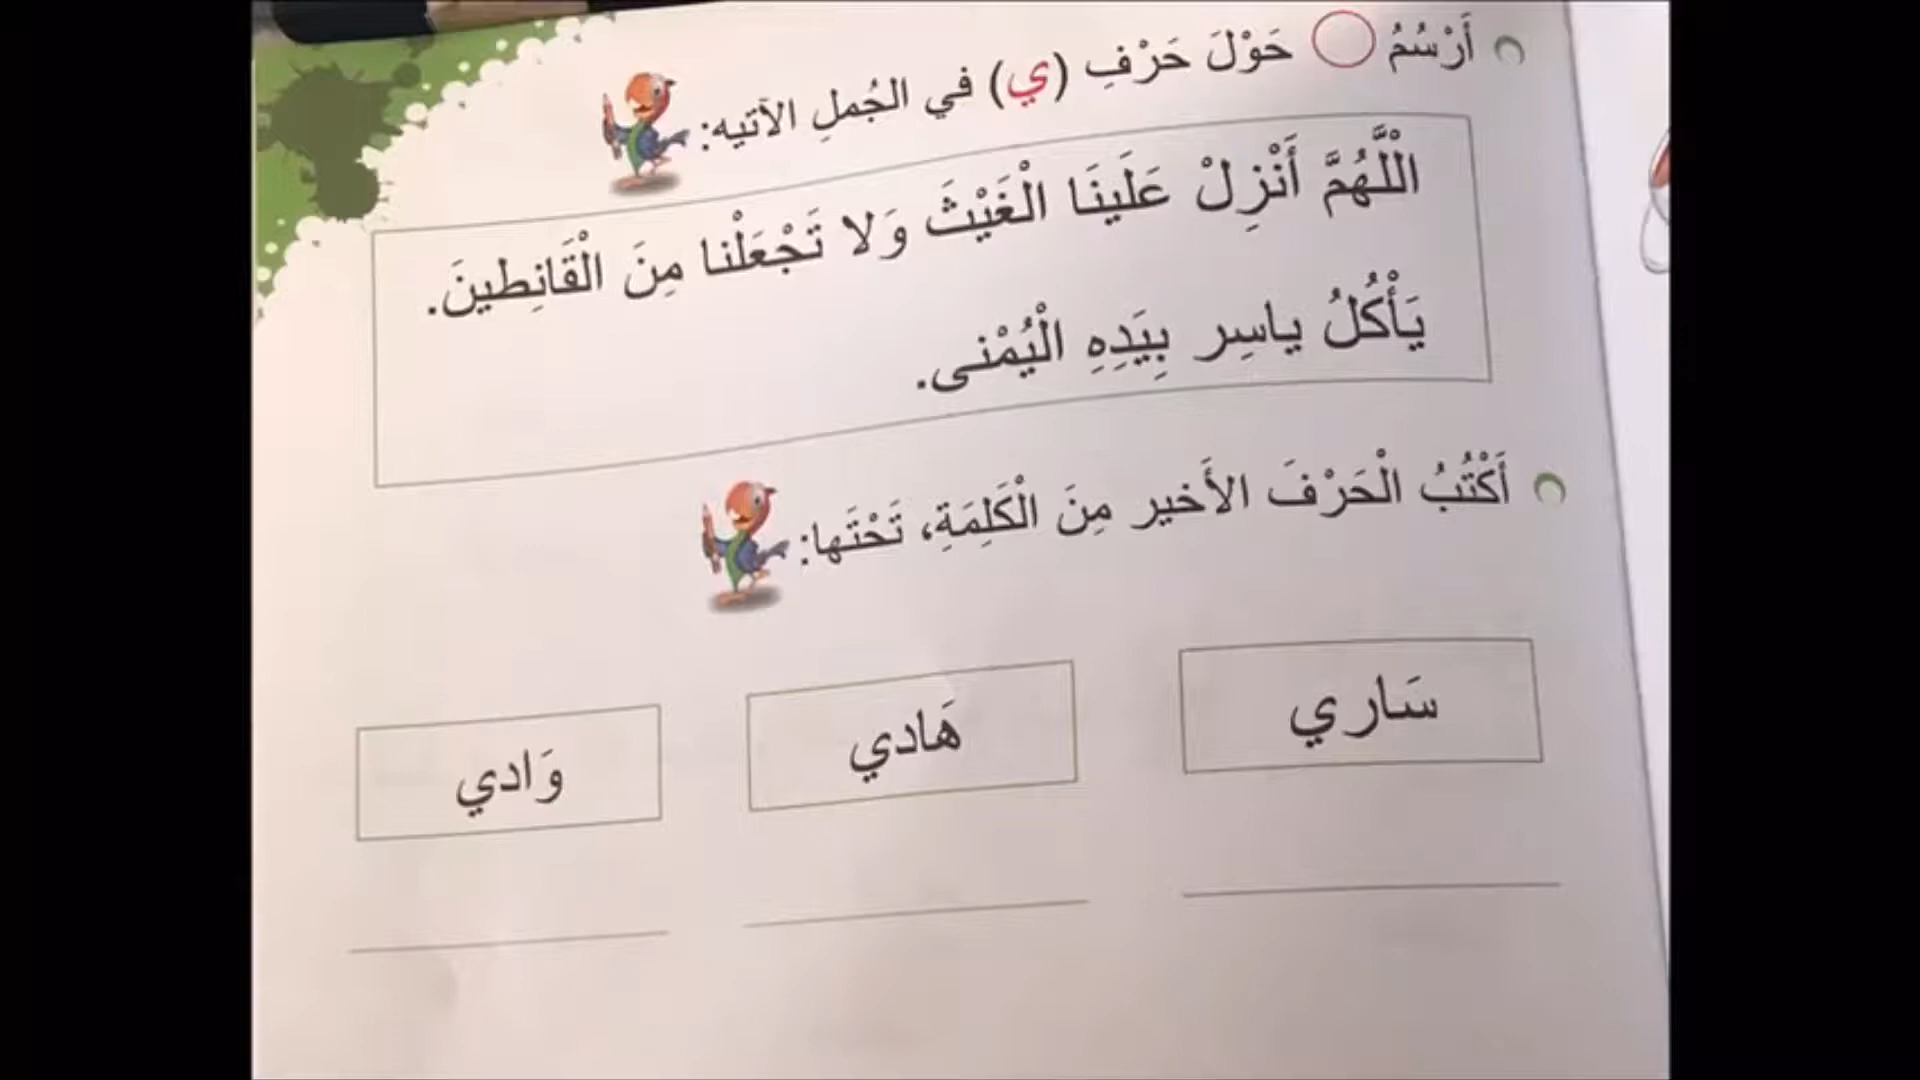 أَرْسُمُ حَوْلَ حَرْفِ (ي) في الجُملِ الآتيه:
اللَّهُمَّ أَنْزِلْ عَلَينَا الْغَيْثَ وَلا تَجْعَلْنا مِنَ الْقَانِطينَ.
يَأْكُلُ ياسِر بِيَدِهِ الْيُمْنى.
أَكْتُبُ الْحَرْفَ الأَخير مِنَ الْكَلِمَةِ، تَحْتَها:
سَاري هَادي وَادي